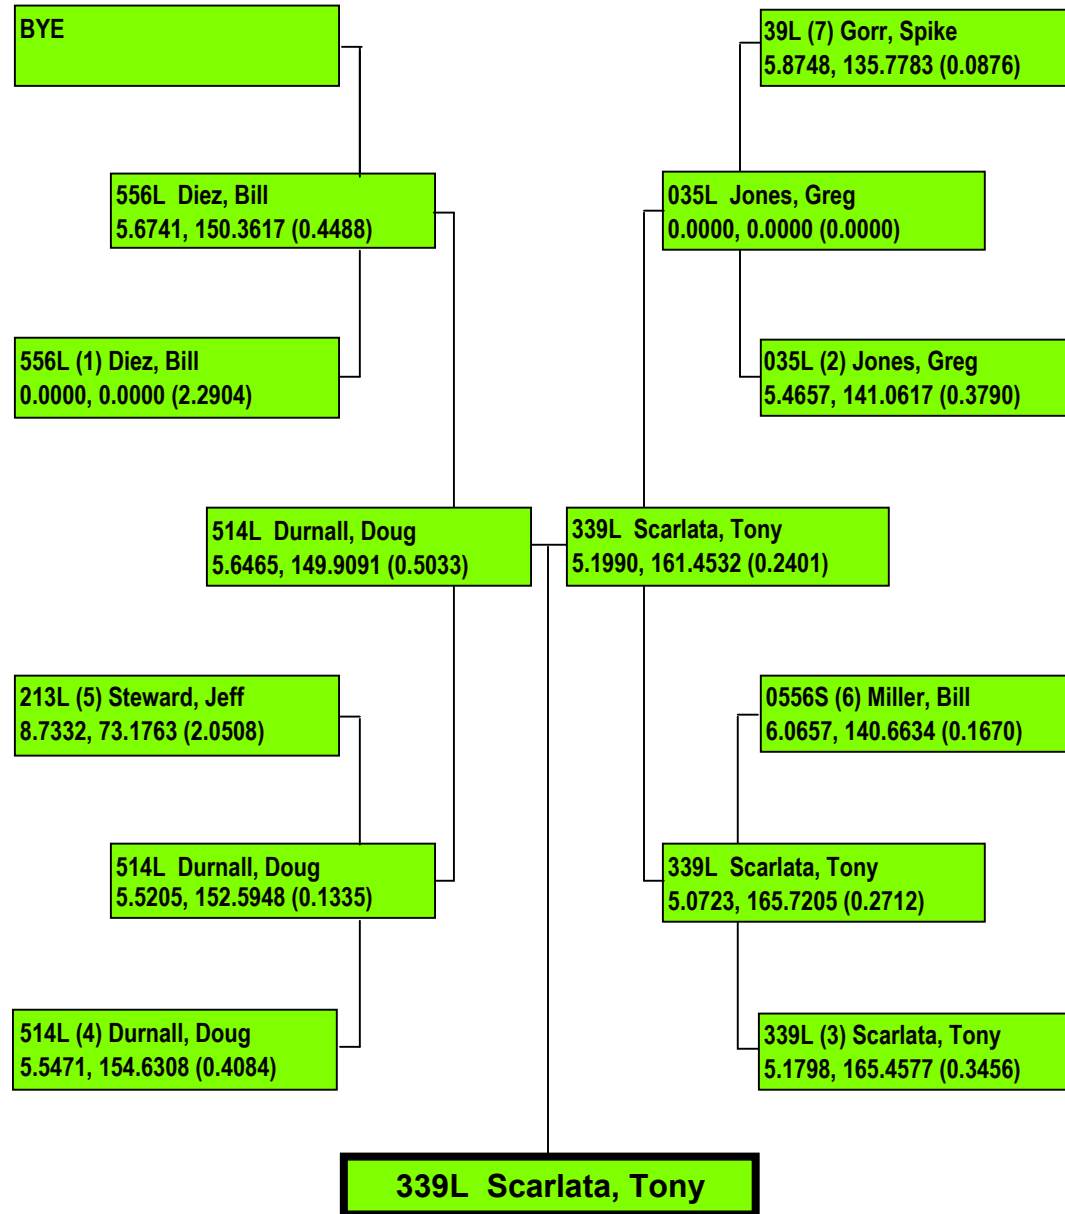 BYE
39L (7) Gorr, Spike
5.8748, 135.7783 (0.0876)
556L  Diez, Bill
5.6741, 150.3617 (0.4488)
035L  Jones, Greg
0.0000, 0.0000 (0.0000)
556L (1) Diez, Bill
0.0000, 0.0000 (2.2904)
035L (2) Jones, Greg
5.4657, 141.0617 (0.3790)
514L  Durnall, Doug
5.6465, 149.9091 (0.5033)
339L  Scarlata, Tony
5.1990, 161.4532 (0.2401)
213L (5) Steward, Jeff
8.7332, 73.1763 (2.0508)
0556S (6) Miller, Bill
6.0657, 140.6634 (0.1670)
514L  Durnall, Doug
5.5205, 152.5948 (0.1335)
339L  Scarlata, Tony
5.0723, 165.7205 (0.2712)
514L (4) Durnall, Doug
5.5471, 154.6308 (0.4084)
339L (3) Scarlata, Tony
5.1798, 165.4577 (0.3456)
339L  Scarlata, Tony